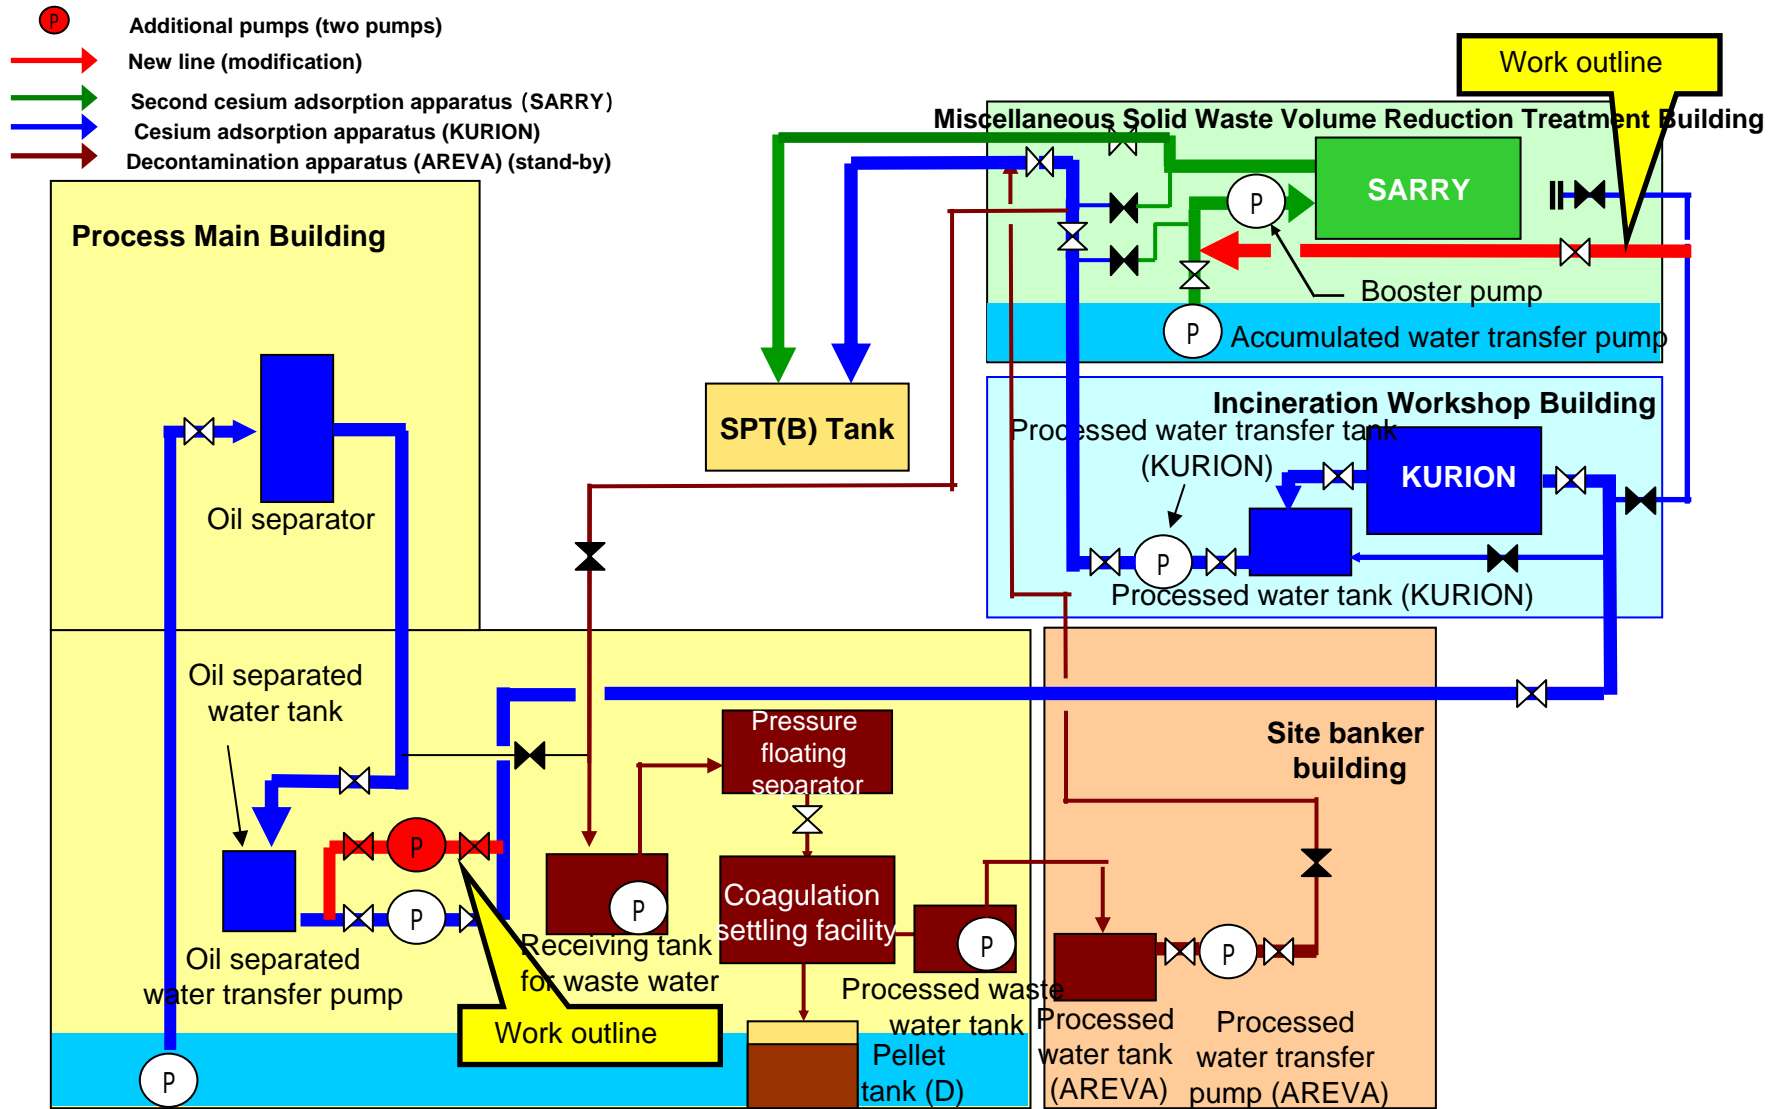 P
Additional pumps (two pumps)
New line (modification)
Second cesium adsorption apparatus (SARRY)
Cesium adsorption apparatus (KURION)
Decontamination apparatus (AREVA) (stand-by)
Work outline
Miscellaneous Solid Waste Volume Reduction Treatment Building
SARRY
P
Process Main Building
Booster pump
P
Accumulated water transfer pump
SPT(B) Tank
Incineration Workshop Building
Processed water transfer tank
(KURION)
KURION
Oil separator
P
Processed water tank (KURION)
Oil separated
water tank
Pressure
floating
separator
Site banker
building
P
P
Coagulation
settling facility
P
P
P
Oil separated
water transfer pump
Receiving tank
for waste water
Processed waste
water tank
Work outline
Processed
water tank
(AREVA)
Processed
water transfer
pump (AREVA)
Pellet
tank (D)
P